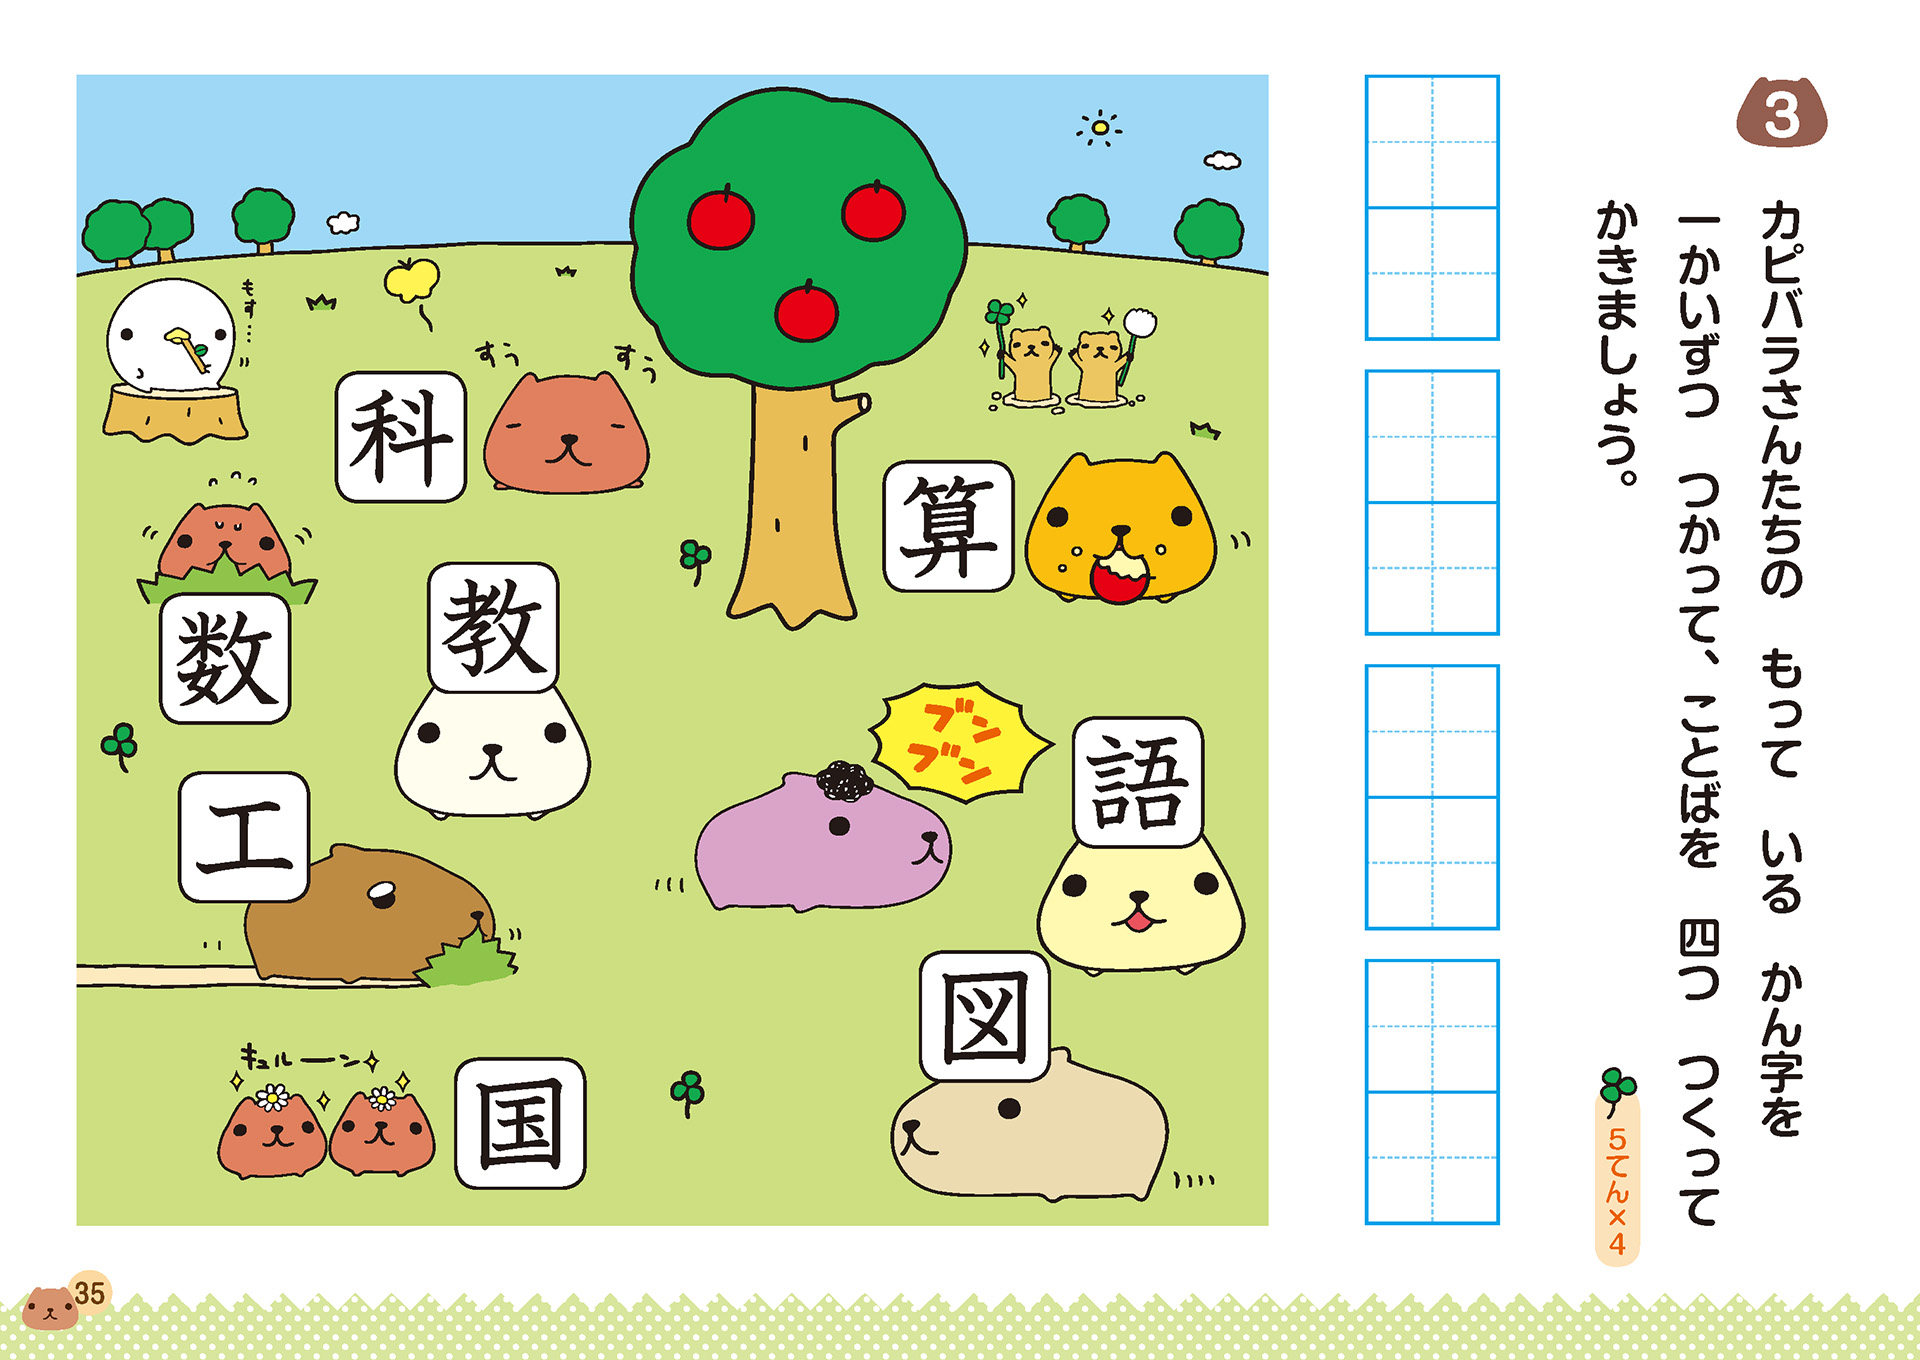 3
カピバラさんたちの もって いる かん字を
一かいずつ つかって、ことばを 四つ つくって
かきましょう。
5てん×4
もす…
すう
すう
科
算
数
教
ブンブン
語
工
図
キュルーン
国
35